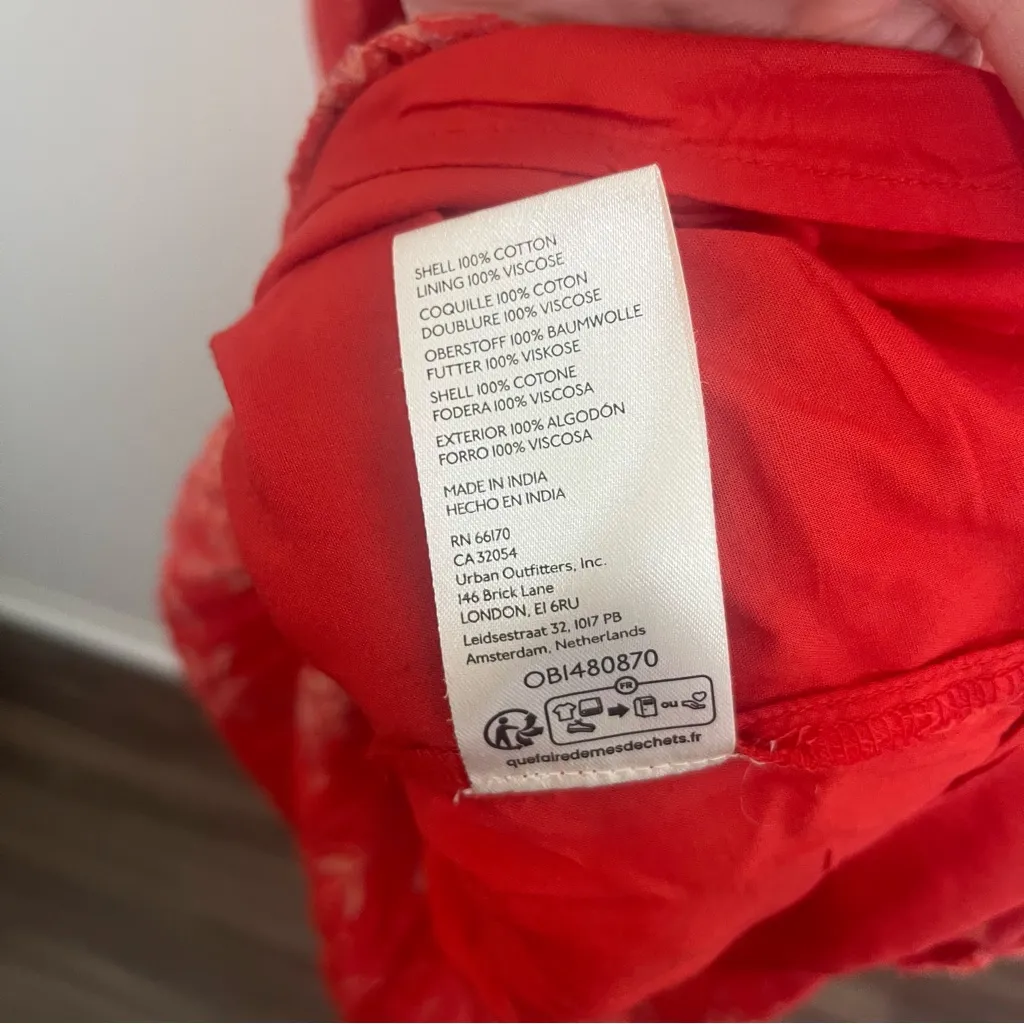 SHELL 100% COTTON
LINING 100% VISCOSE
COQUILLE 100% COTON
DOUBLURE 100% VISCOSE
OBERSTOFF 100% BAUMWOLLE
FUTTER 100% VISKOSE
SHELL 100% COTONE
FODERA 100% VISCOSA
EXTERIOR 100% ALGODÓN
FORRO 100% VISCOSA
MADE IN INDIA
HECHO EN INDIA
RN 66170
CA 32054
Urban Outfitters, Inc.
146 Brick Lane
LONDON, E1 6RU
Leidsestraat 32, 1017 PB
Amsterdam, Netherlands
OB1480870
FR
ou
quefairedemesdechets.fr